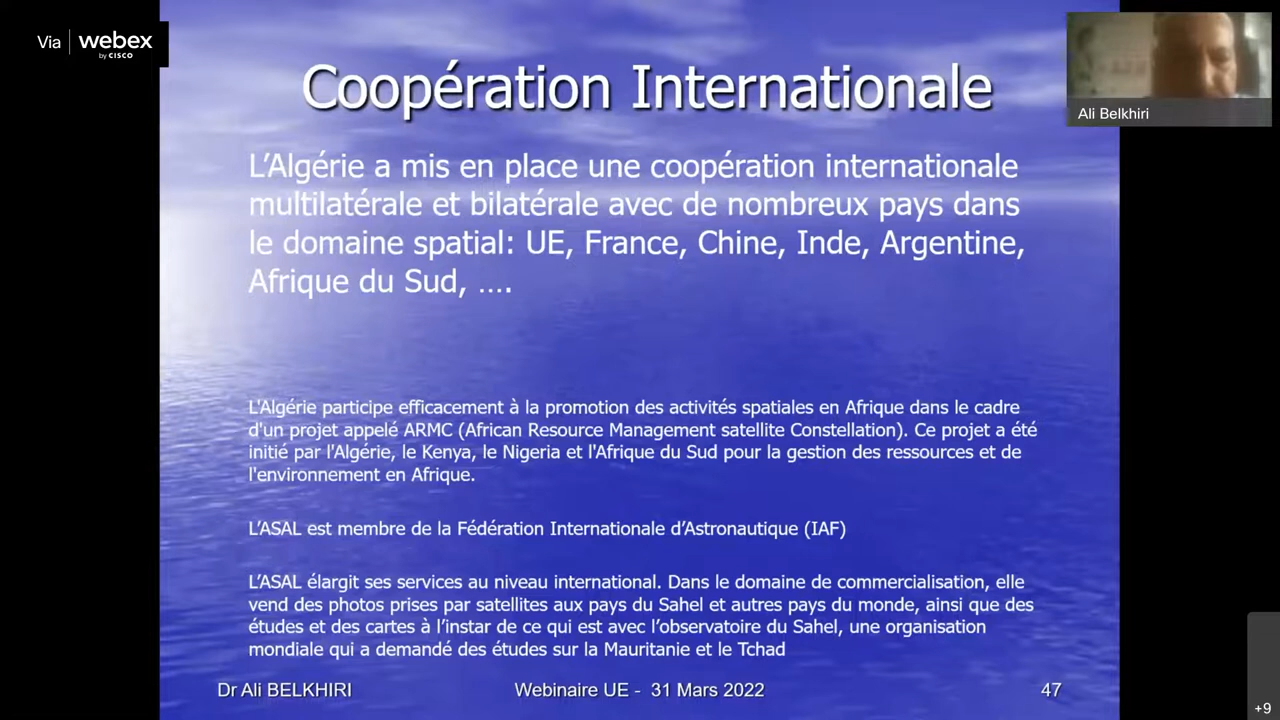 Via webex
by CISCO
Coopération Internationale
Ali Belkhiri
L'Algérie a mis en place une coopération internationale
multilatérale et bilatérale avec de nombreux pays dans
le domaine spatial: UE, France, Chine, Inde, Argentine,
Afrique du Sud, ….
L'Algérie participe efficacement à la promotion des activités spatiales en Afrique dans le cadre
d'un projet appelé ARMC (African Resource Management satellite Constellation). Ce projet a été
initié par l'Algérie, le Kenya, le Nigeria et l'Afrique du Sud pour la gestion des ressources et de
l'environnement en Afrique.
L'ASAL est membre de la Fédération Internationale d'Astronautique (IAF)
L'ASAL élargit ses services au niveau international. Dans le domaine de commercialisation, elle
vend des photos prises par satellites aux pays du Sahel et autres pays du monde, ainsi que des
études et des cartes à l'instar de ce qui est avec l'observatoire du Sahel, une organisation
mondiale qui a demandé des études sur la Mauritanie et le Tchad
Dr Ali BELKHIRI Webinaire UE - 31 Mars 2022 47
+9